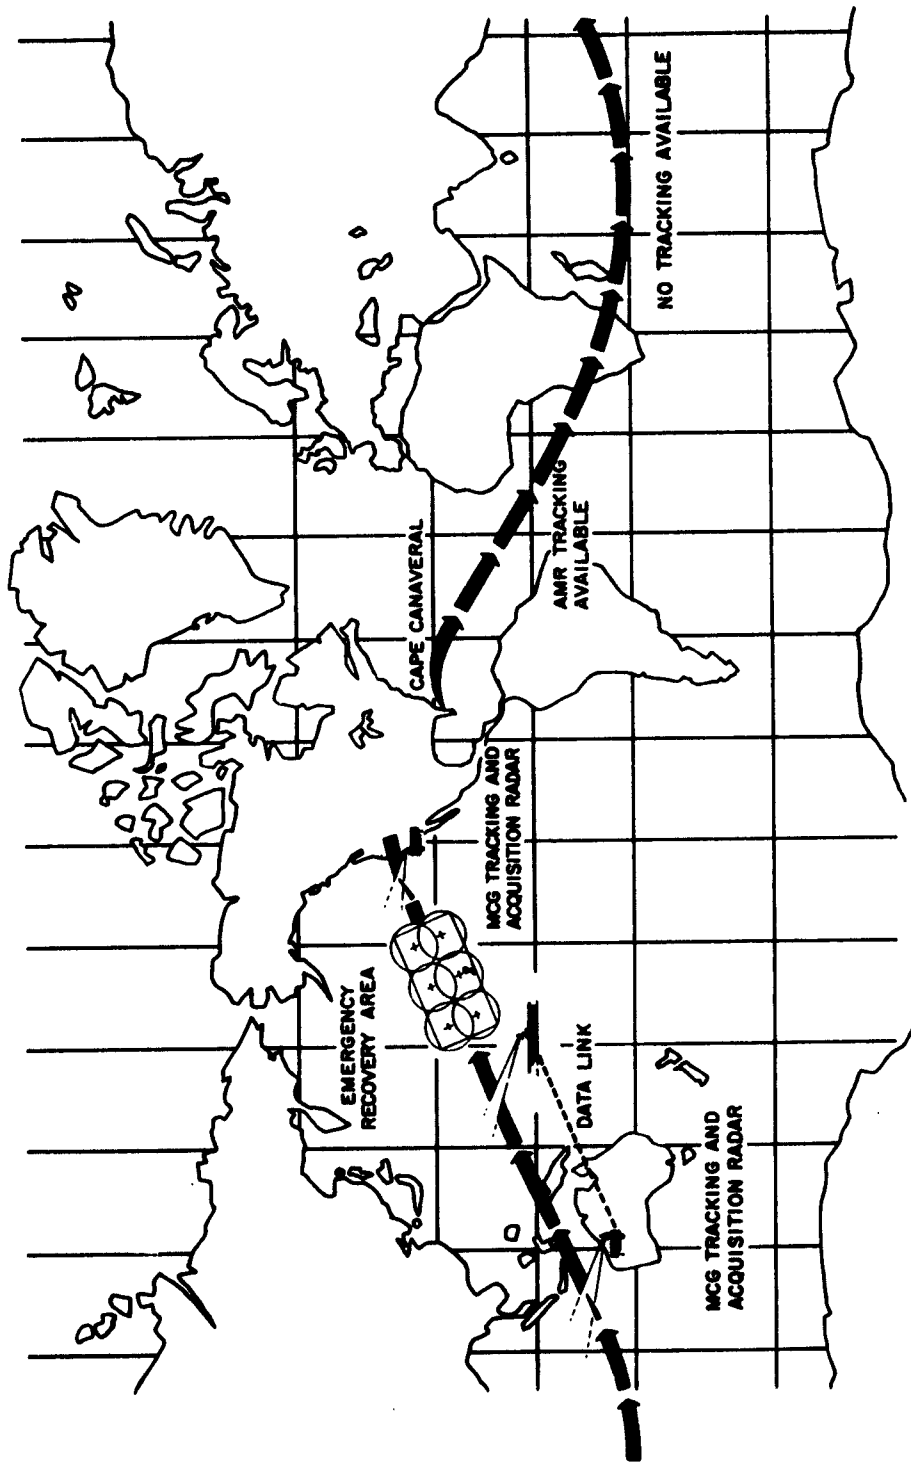 EMERGENCY
RECOVERY AREA
MCG TRACKING AND
ACQUISITION RADAR
CAPE CANAVERAL
AMR TRACKING
AVAILABLE
NO TRACKING AVAILABLE
DATA LINK
MCG TRACKING AND
ACQUISITION RADAR